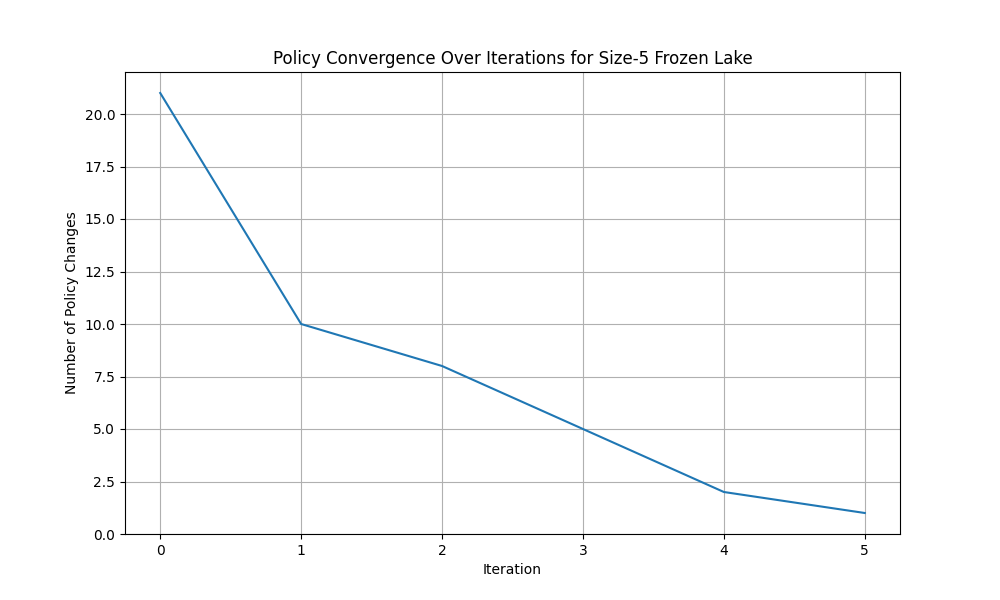 Policy Convergence Over Iterations for Size-5 Frozen Lake
Number of Policy Changes
20.0
17.5
15.0
12.5
10.0
7.5
5.0
2.5
0.0
0 1 2 3 4 5
Iteration